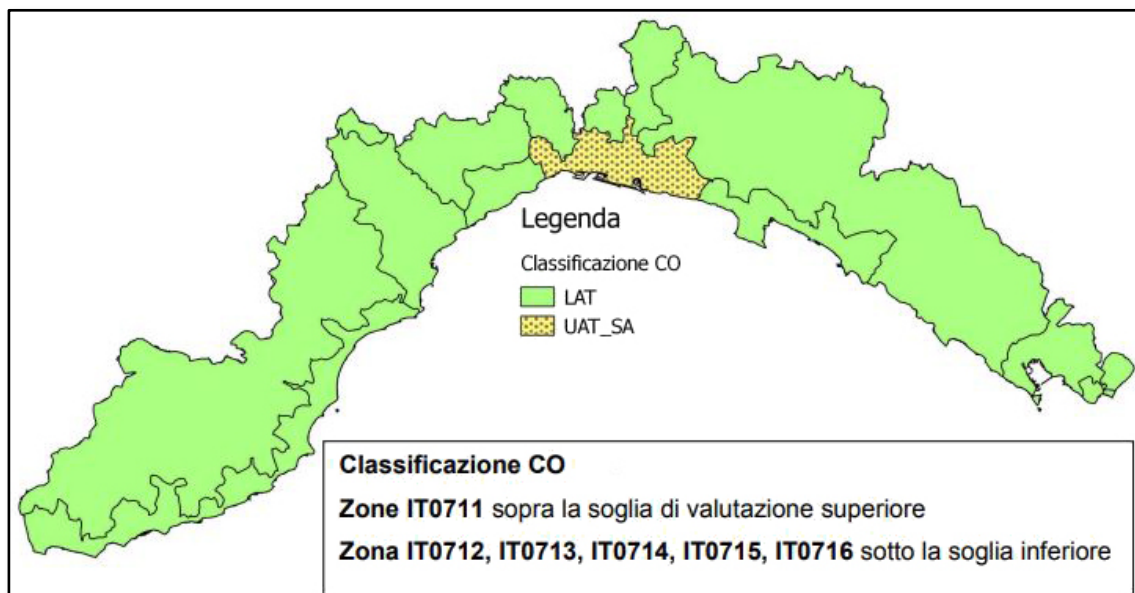 Legenda
Classificazione CO
LAT
UAT_SA
Classificazione CO
Zone IT0711 sopra la soglia di valutazione superiore
Zona IT0712, IT0713, IT0714, IT0715, IT0716 sotto la soglia inferiore